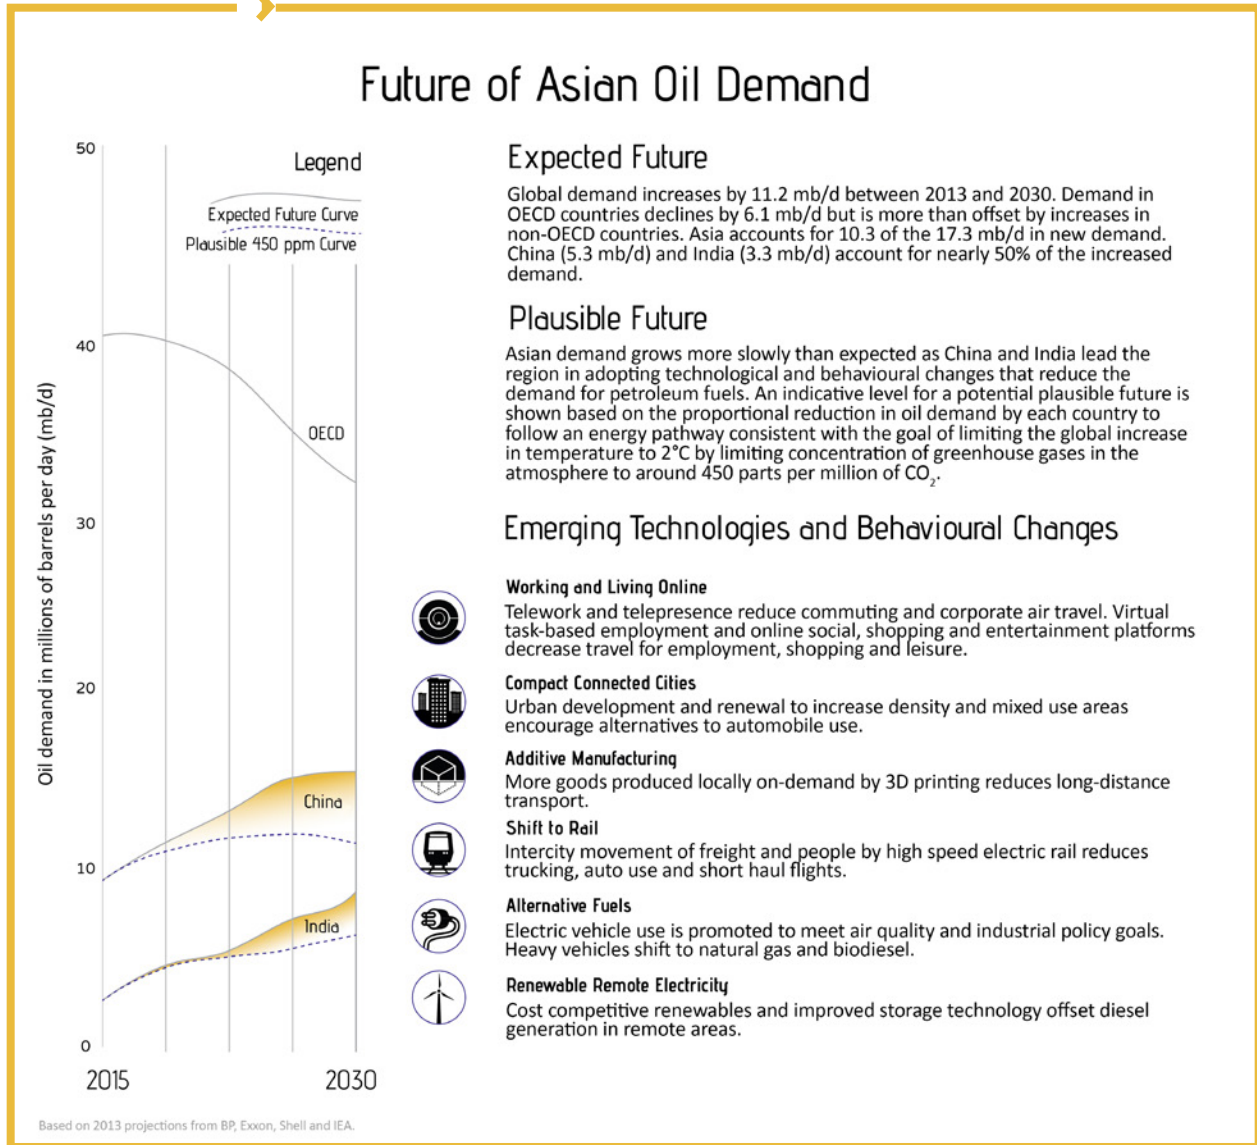 Future of Asian Oil Demand
50
40
30
20
10
0
Oil demand in millions of barrels per day (mb/d)
Legend
Expected Future Curve
Plausible 450 ppm Curve
OECD
China
India
2015
2030
Expected Future
Global demand increases by 11.2 mb/d between 2013 and 2030. Demand in
OECD countries declines by 6.1 mb/d but is more than offset by increases in
non-OECD countries. Asia accounts for 10.3 of the 17.3 mb/d in new demand.
China (5.3 mb/d) and India (3.3 mb/d) account for nearly 50% of the increased
demand.
Plausible Future
Asian demand grows more slowly than expected as China and India lead the
region in adopting technological and behavioural changes that reduce the
demand for petroleum fuels. An indicative level for a potential plausible future is
shown based on the proportional reduction in oil demand by each country to
follow an energy pathway consistent with the goal of limiting the global increase
in temperature to 2°C by limiting concentration of greenhouse gases in the
atmosphere to around 450 parts per million of CO₂.
Emerging Technologies and Behavioural Changes
Working and Living Online
Telework and telepresence reduce commuting and corporate air travel. Virtual
task-based employment and online social, shopping and entertainment platforms
decrease travel for employment, shopping and leisure.
Compact Connected Cities
Urban development and renewal to increase density and mixed use areas
encourage alternatives to automobile use.
Additive Manufacturing
More goods produced locally on-demand by 3D printing reduces long-distance
transport.
Shift to Rail
Intercity movement of freight and people by high speed electric rail reduces
trucking, auto use and short haul flights.
Alternative Fuels
Electric vehicle use is promoted to meet air quality and industrial policy goals.
Heavy vehicles shift to natural gas and biodiesel.
Renewable Remote Electricity
Cost competitive renewables and improved storage technology offset diesel
generation in remote areas.
Based on 2013 projections from BP, Exxon, Shell and IEA.